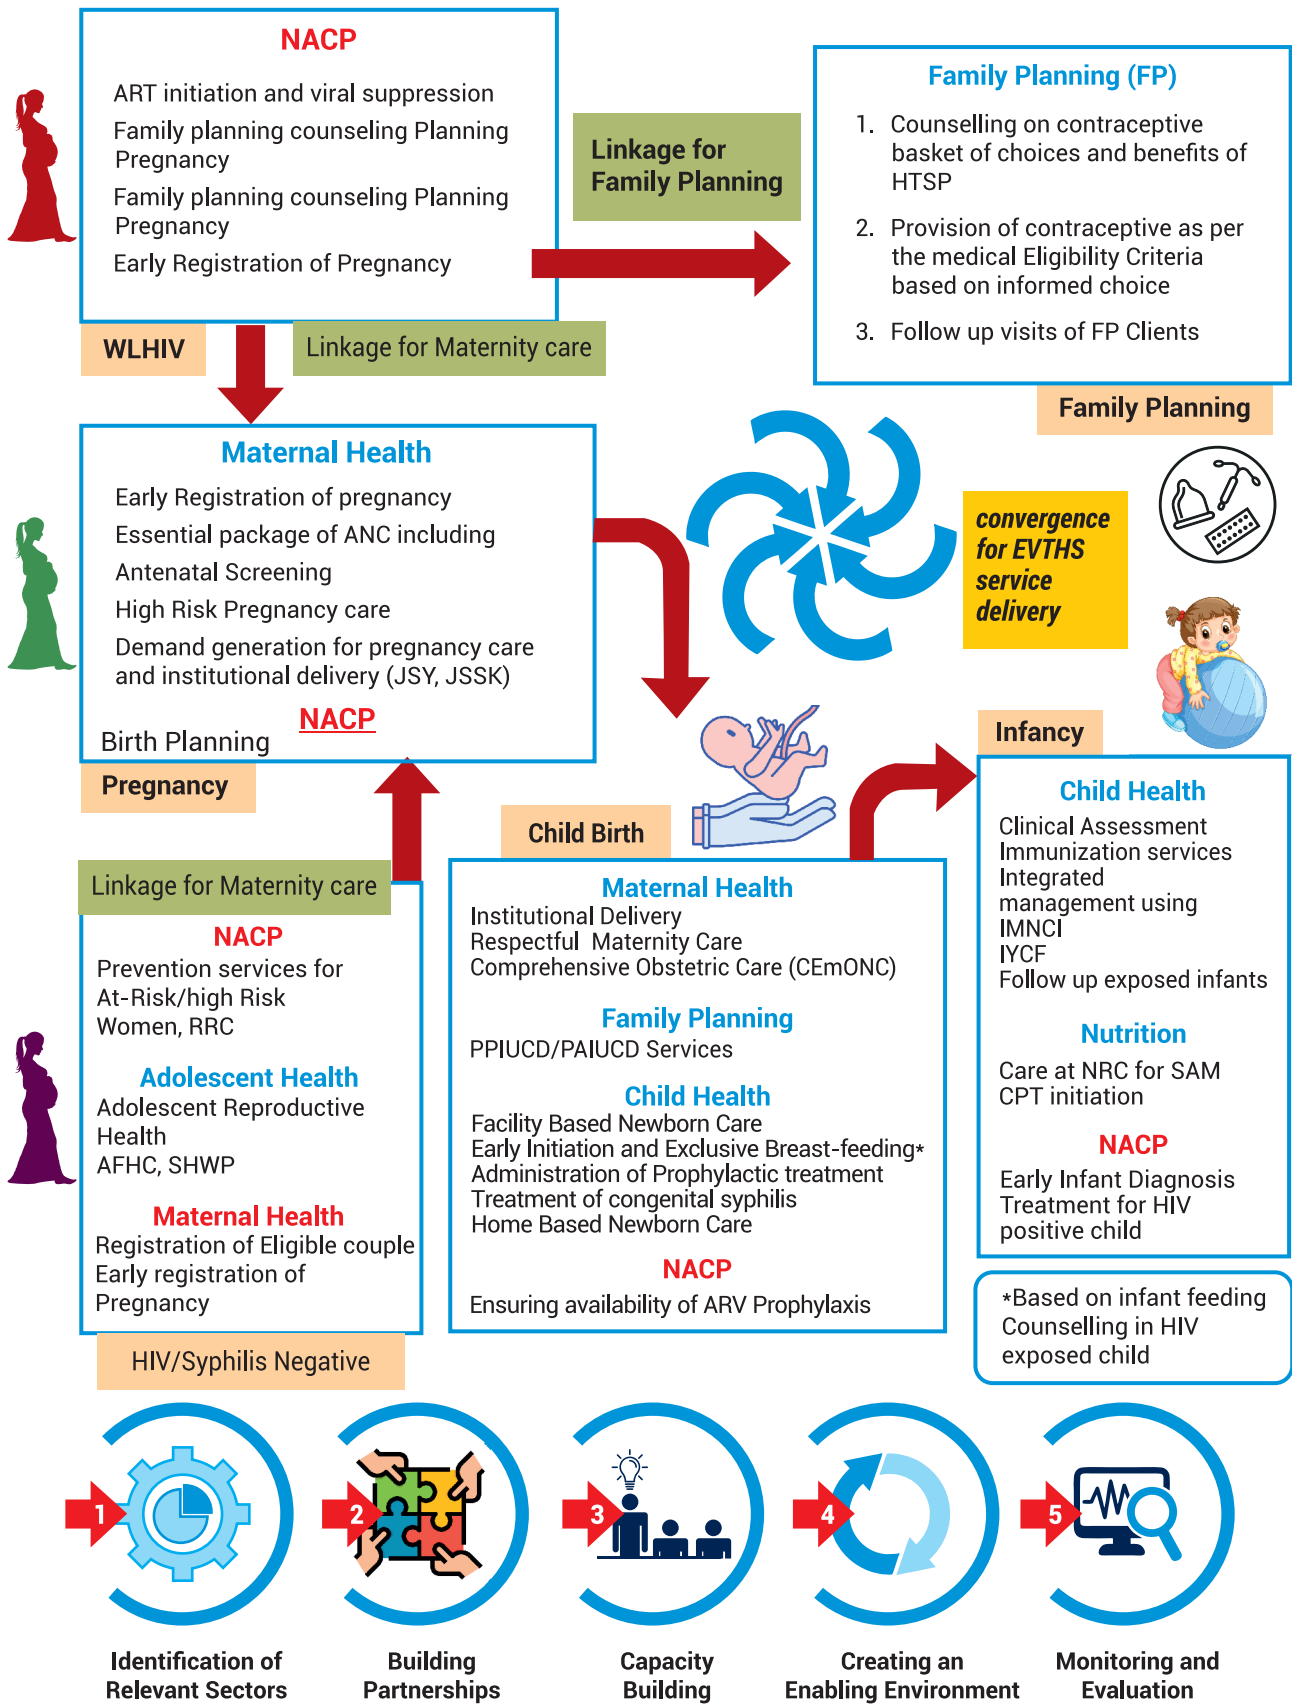 NACP
ART initiation and viral suppression
Family planning counseling Planning
Pregnancy
Family planning counseling Planning
Pregnancy
Early Registration of Pregnancy
WLHIV
Linkage for Maternity care
Linkage for
Family Planning
Family Planning (FP)
1. Counselling on contraceptive
basket of choices and benefits of
HTSP
2. Provision of contraceptive as per
the medical Eligibility Criteria
based on informed choice
3. Follow up visits of FP Clients
Family Planning
Maternal Health
Early Registration of pregnancy
Essential package of ANC including
Antenatal Screening
High Risk Pregnancy care
Demand generation for pregnancy care
and institutional delivery (JSY, JSSK)
NACP
Birth Planning
Pregnancy
convergence
for EVTHS
service
delivery
Linkage for Maternity care
NACP
Prevention services for
At-Risk/high Risk
Women, RRC
Adolescent Health
Adolescent Reproductive
Health
AFHC, SHWP
Maternal Health
Registration of Eligible couple
Early registration of
Pregnancy
HIV/Syphilis Negative
Child Birth
Maternal Health
Institutional Delivery
Respectful Maternity Care
Comprehensive Obstetric Care (CEmONC)
Family Planning
PPIUCD/PAIUCD Services
Child Health
Facility Based Newborn Care
Early Initiation and Exclusive Breast-feeding*
Administration of Prophylactic treatment
Treatment of congenital syphilis
Home Based Newborn Care
NACP
Ensuring availability of ARV Prophylaxis
Infancy
Child Health
Clinical Assessment
Immunization services
Integrated
management using
IMNCI
IYCF
Follow up exposed infants
Nutrition
Care at NRC for SAM
CPT initiation
NACP
Early Infant Diagnosis
Treatment for HIV
positive child
*Based on infant feeding
Counselling in HIV
exposed child
1
Identification of
Relevant Sectors
2
Building
Partnerships
3
Capacity
Building
4
Creating an
Enabling Environment
5
Monitoring and
Evaluation